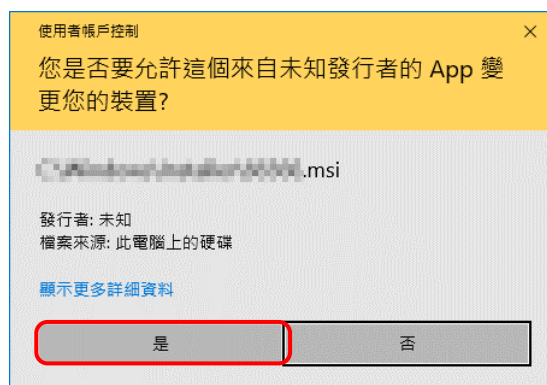 使用者帳戶控制
您是否要允許這個來自未知發行者的 App 變
更您的裝置?
.msi
發行者: 未知
檔案來源: 此電腦上的硬碟
顯示更多詳細資料
是
否